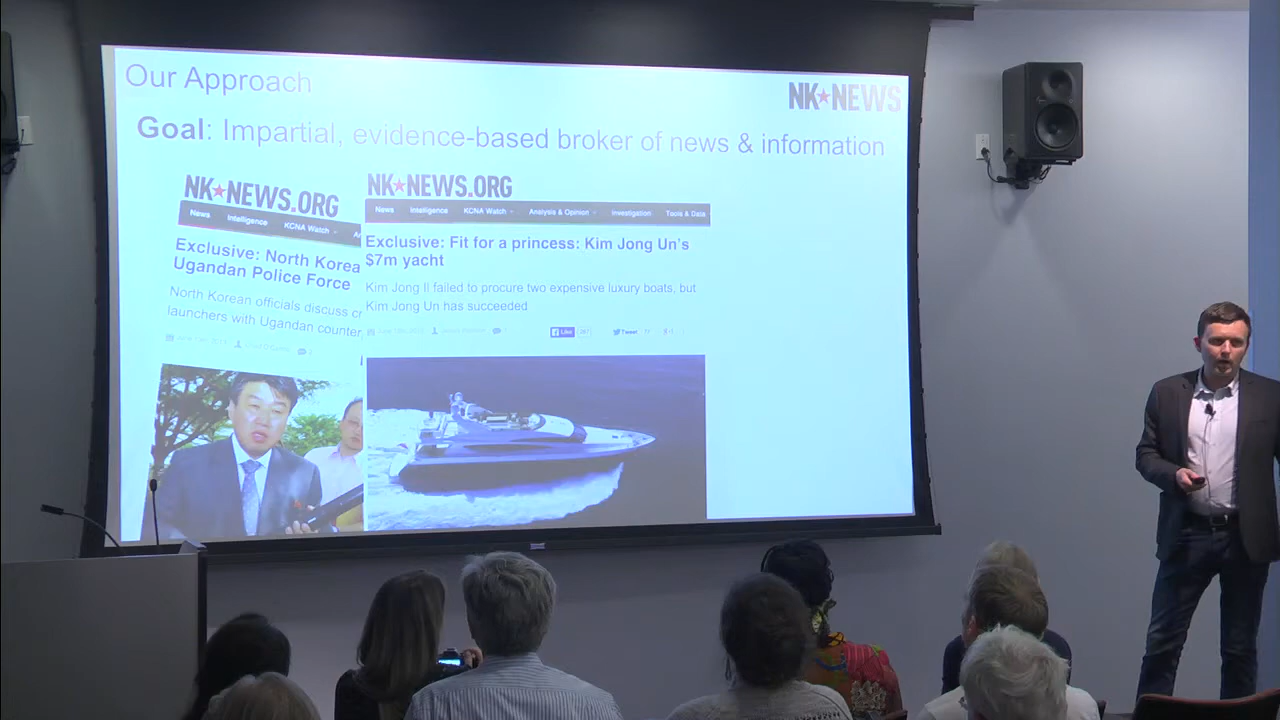 Our Approach
NK★NEWS
Goal: Impartial, evidence-based broker of news & information
NK★NEWS.ORG
News Intelligence KCNA Watch
Exclusive: North Korea
Ugandan Police Force
North Korean officials discuss
launchers with Ugandan counter
NK★NEWS.ORG
News Intelligence KCNA Watch Analysis & Opinion Investigation Tools & Data
Exclusive: Fit for a princess: Kim Jong Un's
$7m yacht
Kim Jong Il failed to procure two expensive luxury boats, but
Kim Jong Un has succeeded
Like Tweet